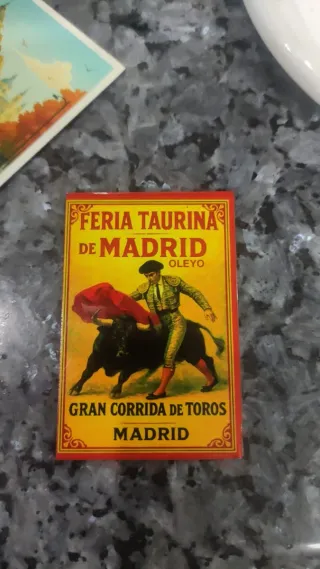 FERIA TAURINA
DE MADRID
OLEYO
GRAN CORRIDA DE TOROS
MADRID